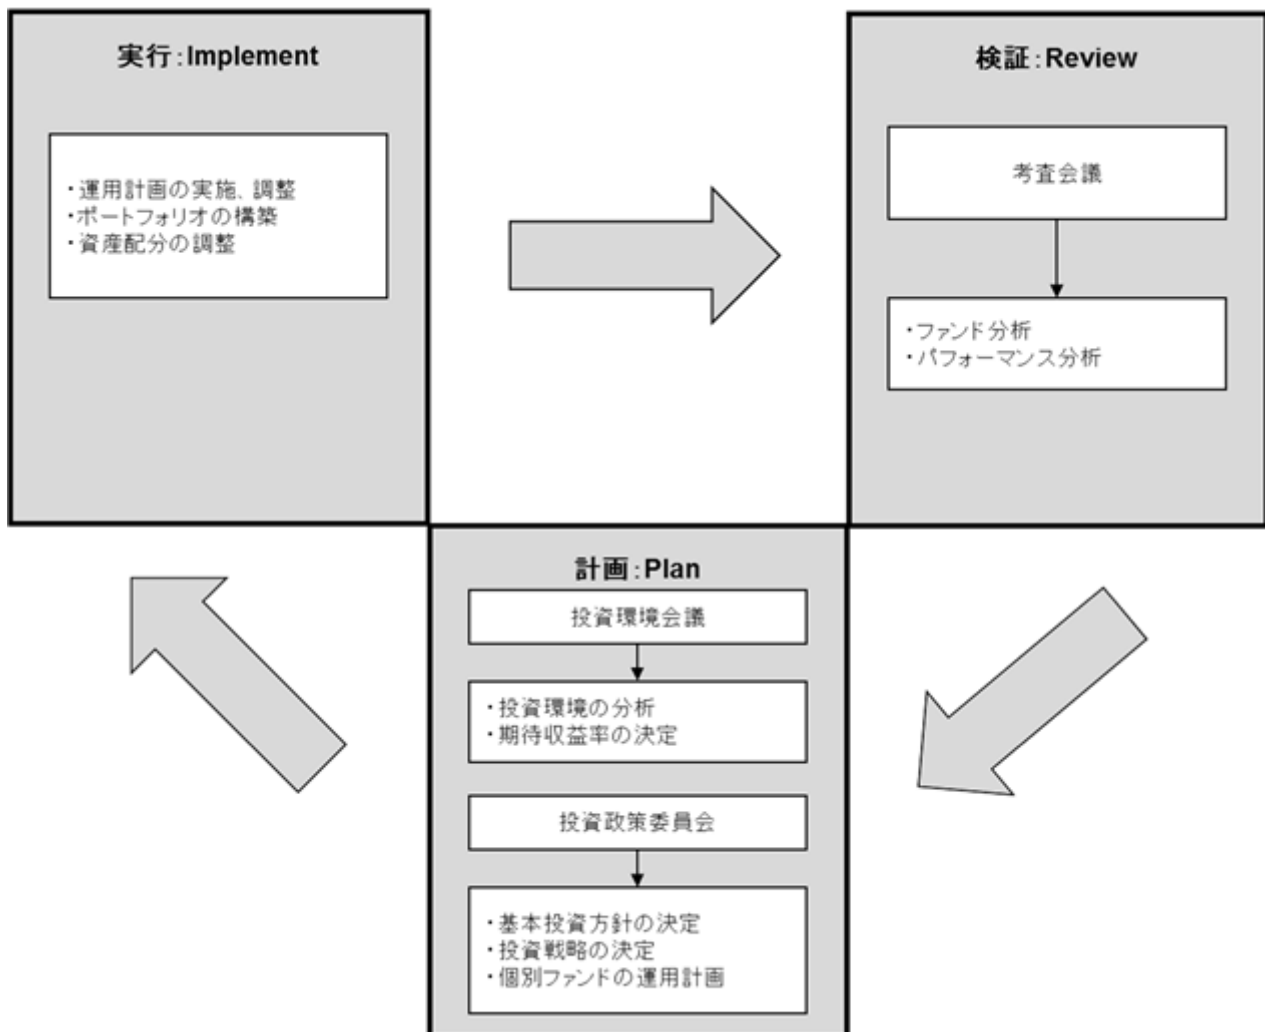 実行:Implement
・運用計画の実施、調整
・ポートフォリオの構築
・資産配分の調整
検証:Review
考査会議
・ファンド分析
・パフォーマンス分析
計画:Plan
投資環境会議
・投資環境の分析
・期待収益率の決定
投資政策委員会
・基本投資方針の決定
・投資戦略の決定
・個別ファンドの運用計画